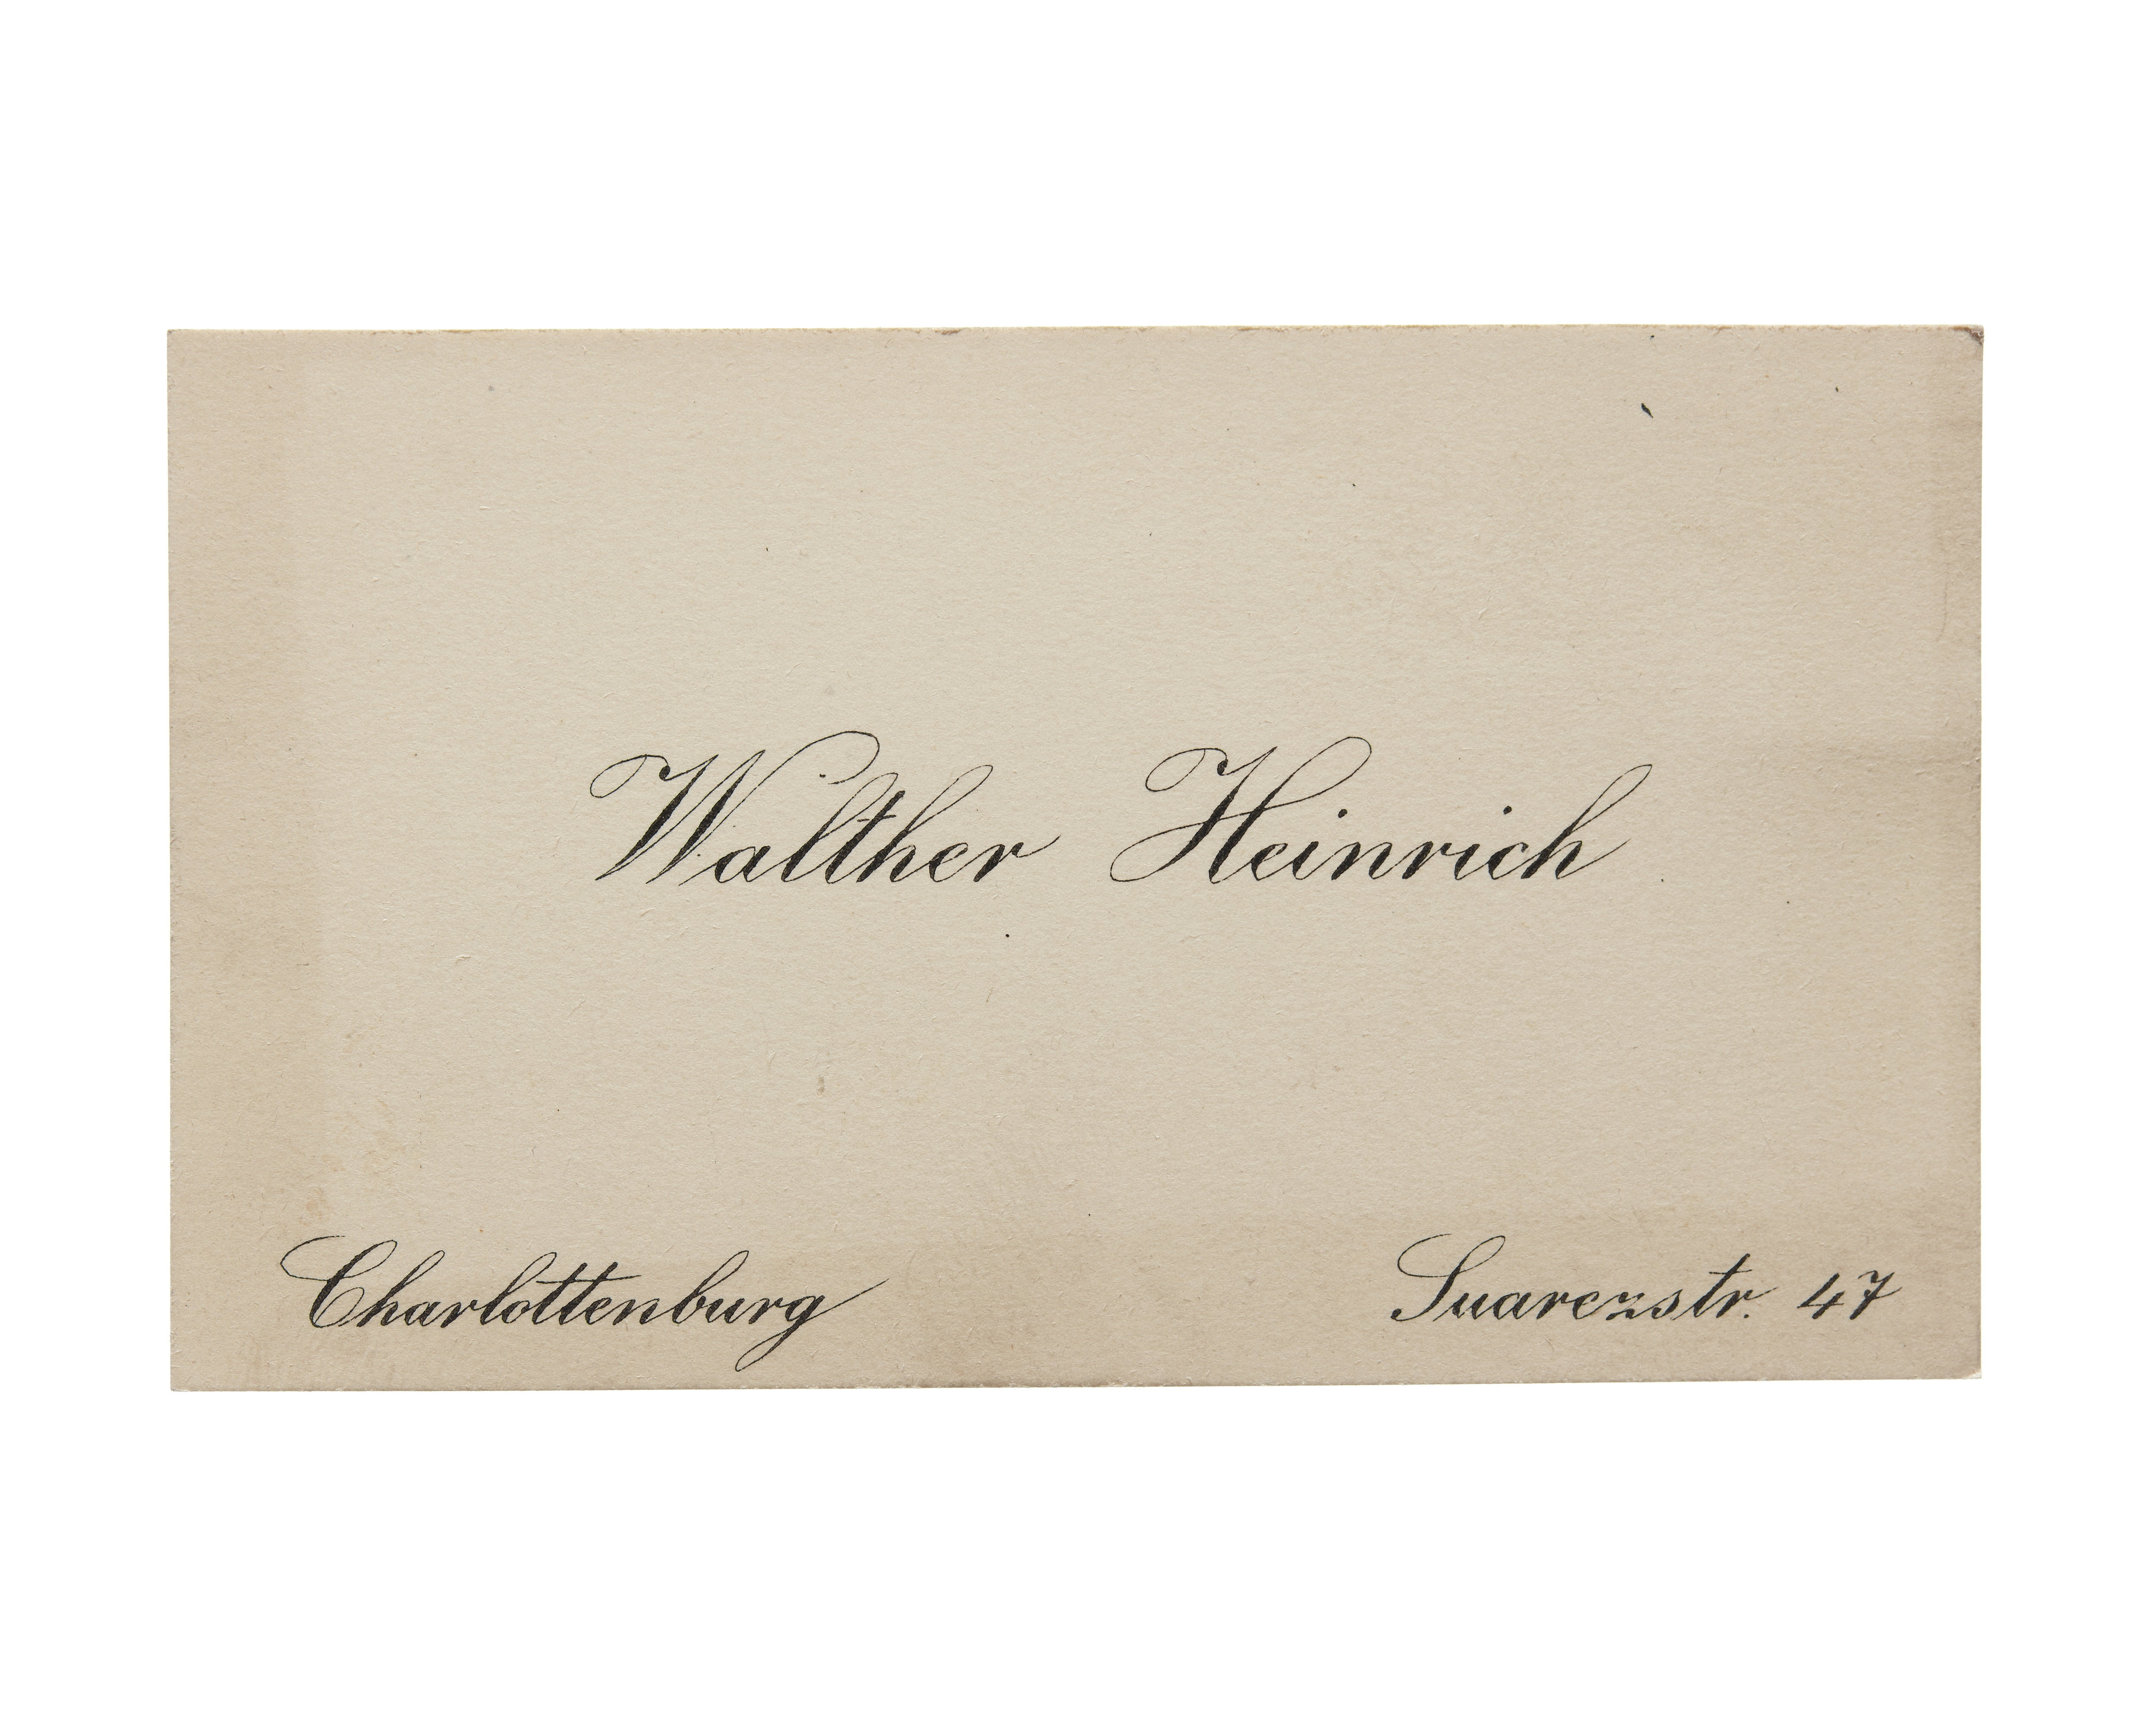 Walther Heinrich
Charlottenburg Suarezstr. 47